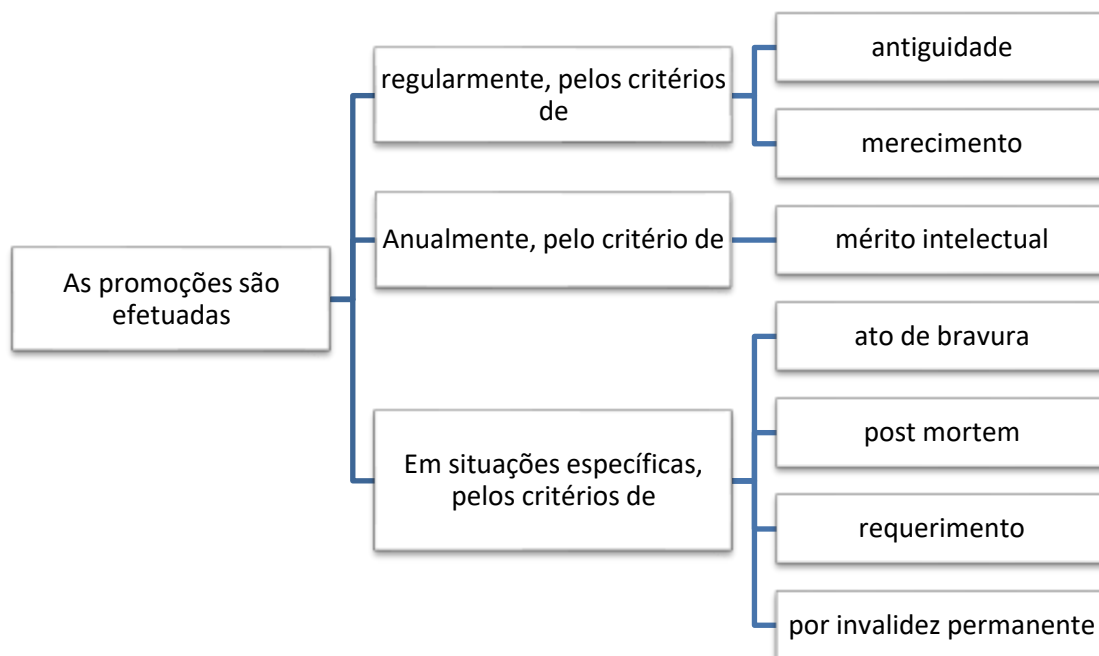 As promoções são
efetuadas
regularmente, pelos critérios
de
antiguidade
merecimento
Anualmente, pelo critério de
mérito intelectual
Em situações específicas,
pelos critérios de
ato de bravura
post mortem
requerimento
por invalidez permanente